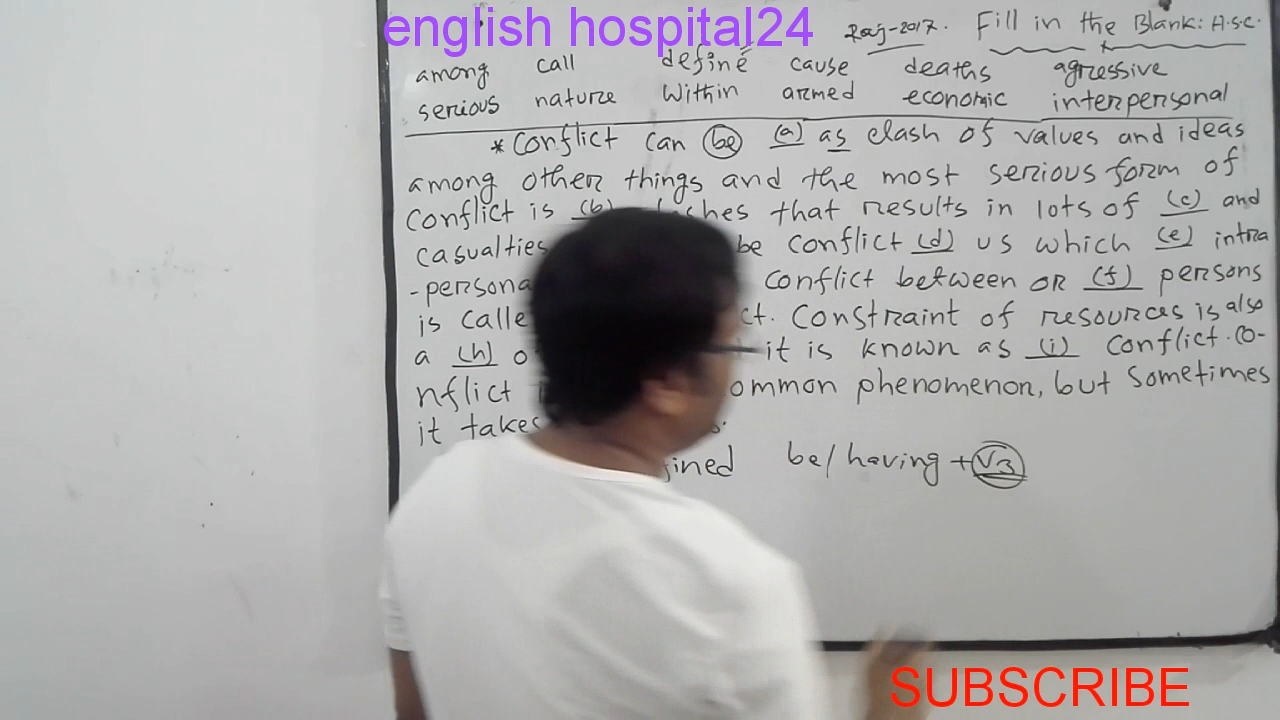 english hospital24
Raj-2017. Fill in the Blank: H.S.C.
among call define cause deaths agressive
serious nature within armed economic interpersonal
*Conflict can be (a) as clash of values and ideas
among other things and the most serious form of
conflict is (b) clashes that results in lots of (c) and
casualties be conflict (d) us which (e) intra
-persona conflict between or (f) persons
is calle ct. Constraint of resources is also
a (h) o it is known as (i) conflict. Co-
nflict ommon phenomenon, but sometimes
it takes
fined be/having + V3
SUBSCRIBE